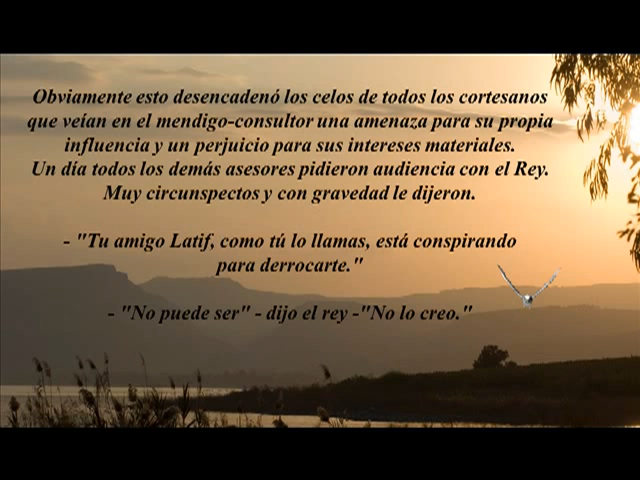 Obviamente esto desencadenó los celos de todos los cortesanos
que veían en el mendigo-consultor una amenaza para su propia
influencia y un perjuicio para sus intereses materiales.
Un día todos los demás asesores pidieron audiencia con el Rey.
Muy circunspectos y con gravedad le dijeron.
- "Tu amigo Latif, como tú lo llamas, está conspirando
para derrocarte."
- "No puede ser" - dijo el rey -"No lo creo."